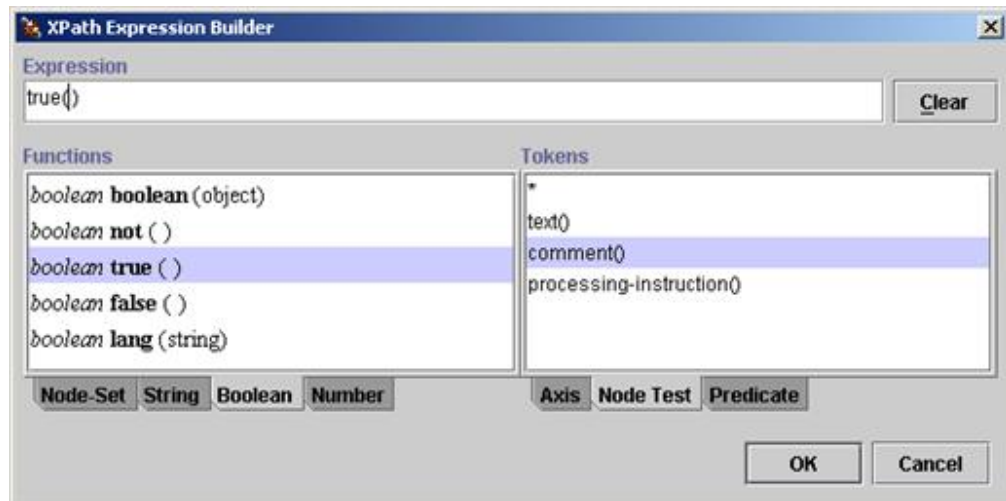 XPath Expression Builder
Expression
true()
Clear
Functions
boolean boolean (object)
boolean not ( )
boolean true ( )
boolean false ( )
boolean lang (string)
Node-Set String Boolean Number
Tokens
*
text()
comment()
processing-instruction()
Axis Node Test Predicate
OK Cancel